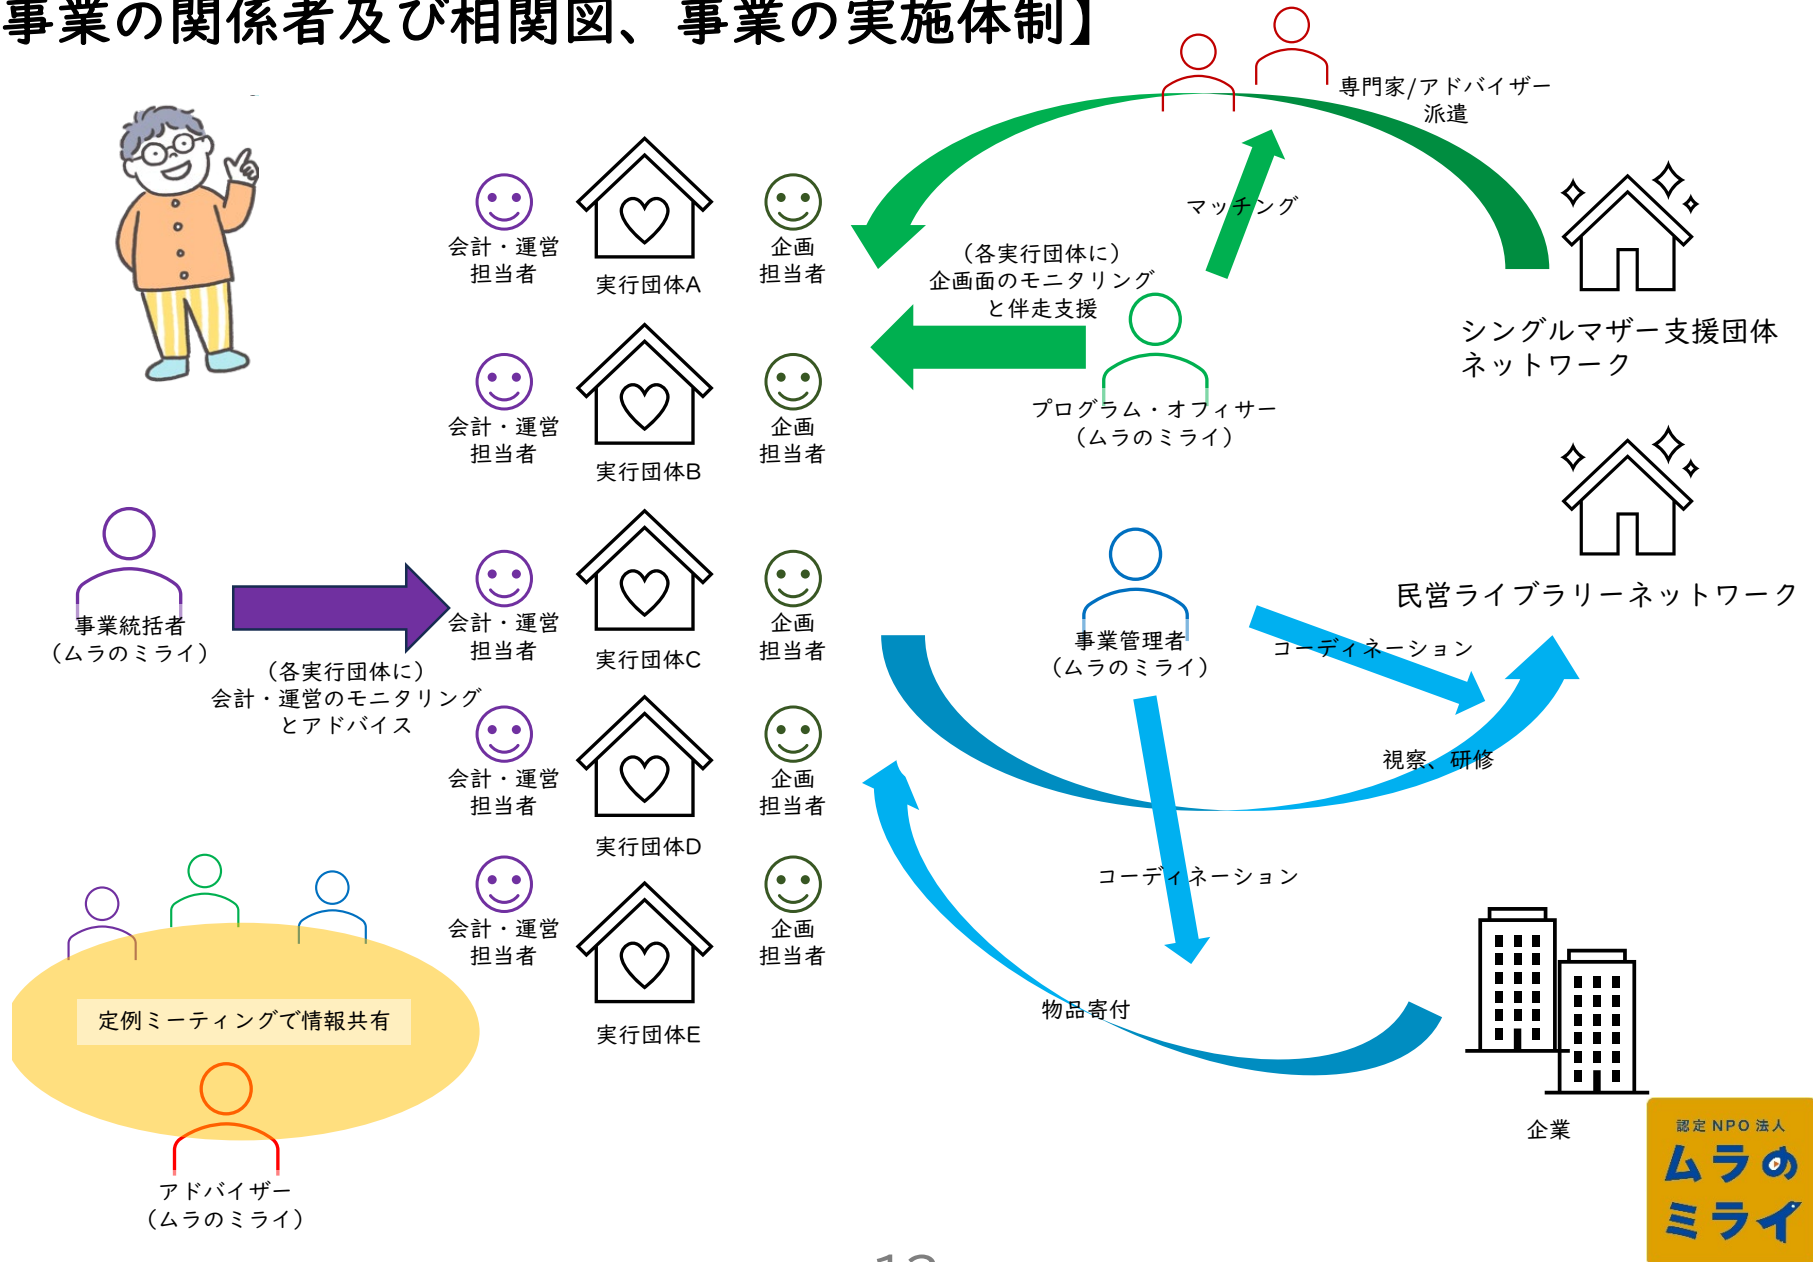 事業の関係者及び相関図、事業の実施体制】
専門家/アドバイザー
派遣
マッチング
(各実行団体に)
企画面のモニタリング
と伴走支援
プログラム・オフィサー
(ムラのミライ)
シングルマザー支援団体
ネットワーク
民営ライブラリーネットワーク
会計・運営
担当者
実行団体A
企画
担当者
会計・運営
担当者
実行団体B
企画
担当者
会計・運営
担当者
実行団体C
企画
担当者
会計・運営
担当者
実行団体D
企画
担当者
会計・運営
担当者
実行団体E
企画
担当者
事業統括者
(ムラのミライ)
(各実行団体に)
会計・運営のモニタリング
とアドバイス
事業管理者
(ムラのミライ)
コーディネーション
視察、研修
コーディネーション
物品寄付
企業
定例ミーティングで情報共有
アドバイザー
(ムラのミライ)
認定NPO法人
ムラの
ミライ